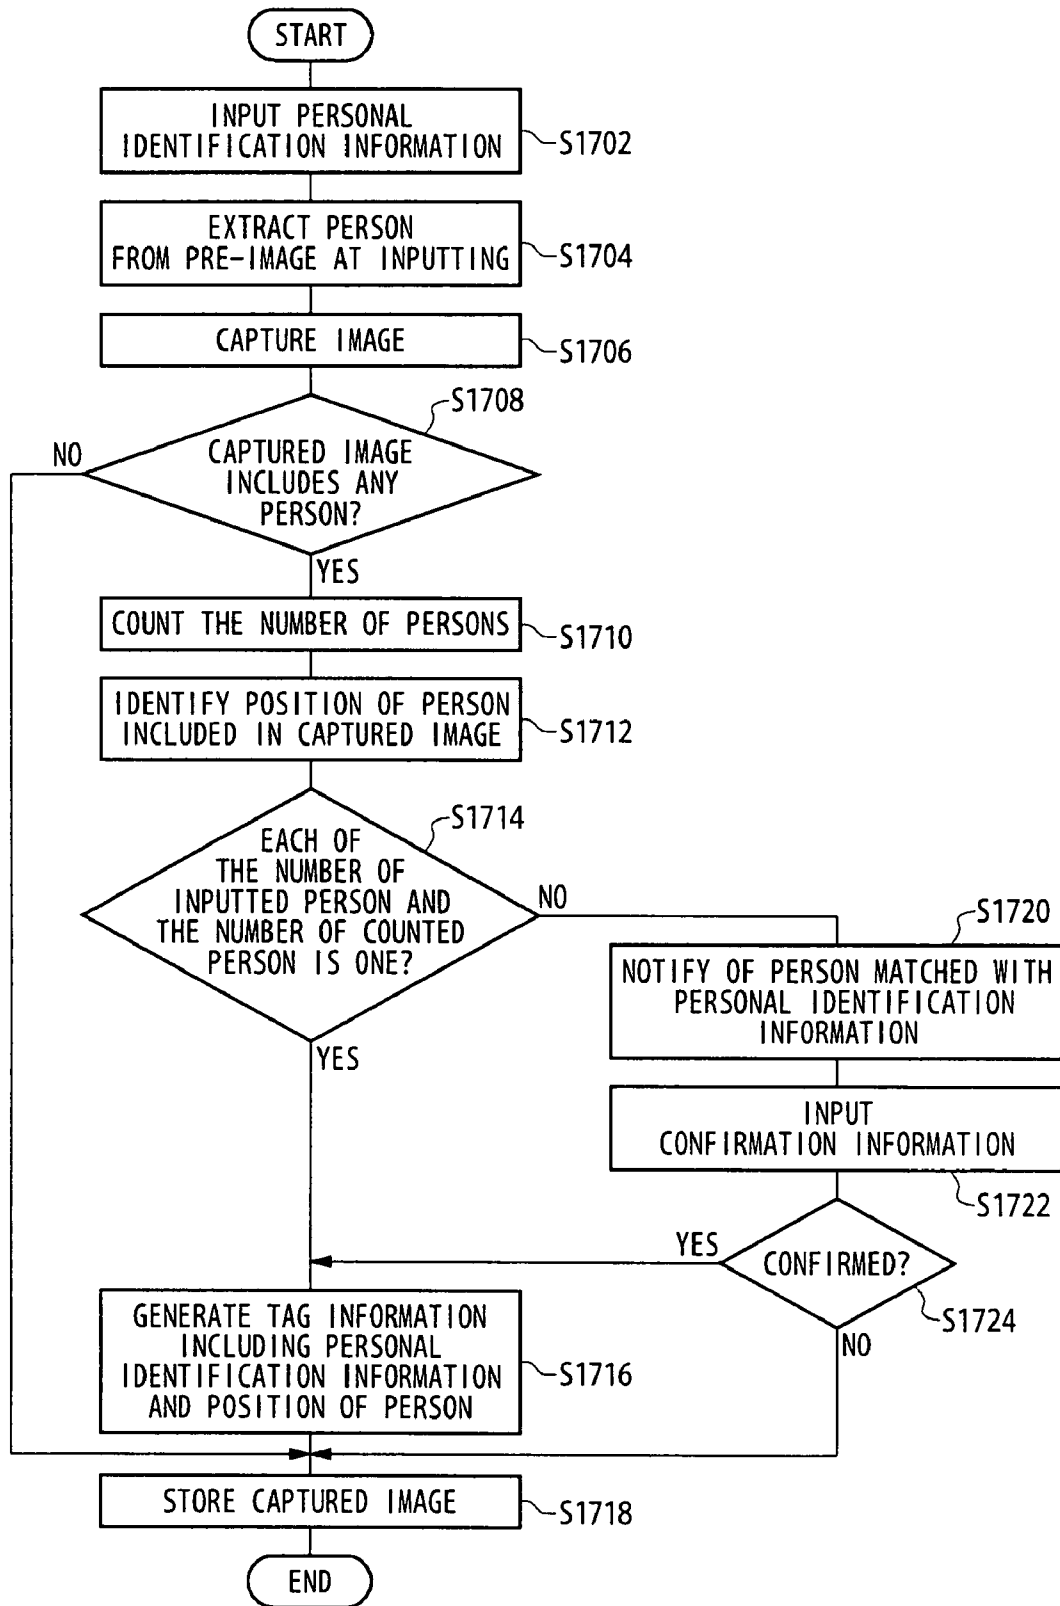 START
INPUT PERSONAL
IDENTIFICATION INFORMATION
S1702
EXTRACT PERSON
FROM PRE-IMAGE AT INPUTTING
S1704
CAPTURE IMAGE
S1706
S1708
NO
CAPTURED IMAGE
INCLUDES ANY
PERSON?
YES
COUNT THE NUMBER OF PERSONS
S1710
IDENTIFY POSITION OF PERSON
INCLUDED IN CAPTURED IMAGE
S1712
S1714
EACH OF
THE NUMBER OF
INPUTTED PERSON AND
THE NUMBER OF COUNTED
PERSON IS ONE?
NO
YES
S1720
NOTIFY OF PERSON MATCHED WITH
PERSONAL IDENTIFICATION
INFORMATION
INPUT
CONFIRMATION INFORMATION
S1722
YES
CONFIRMED?
S1724
NO
GENERATE TAG INFORMATION
INCLUDING PERSONAL
IDENTIFICATION INFORMATION
AND POSITION OF PERSON
S1716
STORE CAPTURED IMAGE
S1718
END